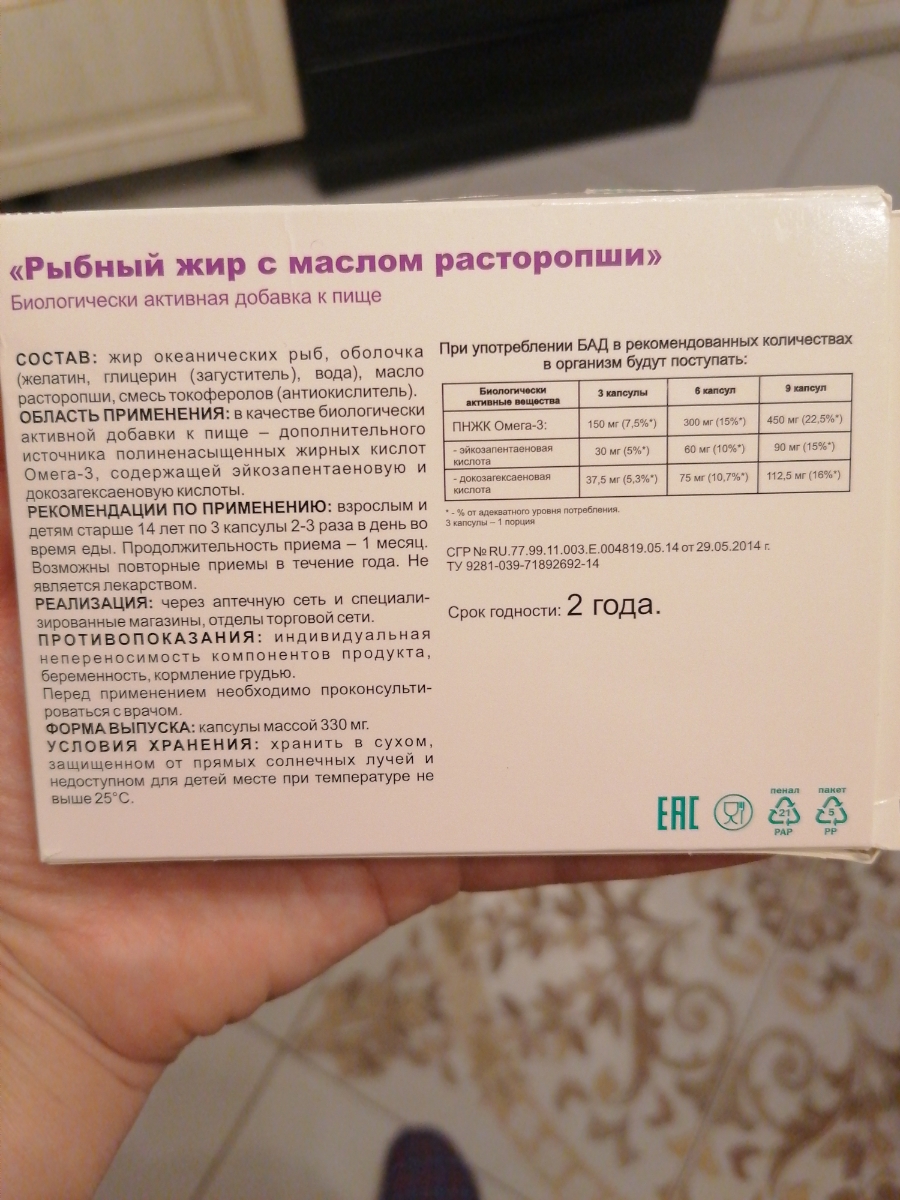 «Рыбный жир с маслом расторопши»
Биологически активная добавка к пище
СОСТАВ: жир океанических рыб, оболочка
(желатин, глицерин (загуститель), вода), масло
расторопши, смесь токоферолов (антиокислитель).
ОБЛАСТЬ ПРИМЕНЕНИЯ: в качестве биологически
активной добавки к пище – дополнительного
источника полиненасыщенных жирных кислот
Омега-3, содержащей эйкозапентаеновую и
докозагексаеновую кислоты.
РЕКОМЕНДАЦИИ ПО ПРИМЕНЕНИЮ: взрослым и
детям старше 14 лет по 3 капсулы 2-3 раза в день во
время еды. Продолжительность приема – 1 месяц.
Возможны повторные приемы в течение года. Не
является лекарством.
РЕАЛИЗАЦИЯ: через аптечную сеть и специали-
зированные магазины, отделы торговой сети.
ПРОТИВОПОКАЗАНИЯ: индивидуальная
непереносимость компонентов продукта,
беременность, кормление грудью.
Перед применением необходимо проконсульти-
роваться с врачом.
ФОРМА ВЫПУСКА: капсулы массой 330 мг.
УСЛОВИЯ ХРАНЕНИЯ: хранить в сухом,
защищенном от прямых солнечных лучей и
недоступном для детей месте при температуре не
выше 25°С.
При употреблении БАД в рекомендованных количествах
в организм будут поступать:
Биологически активные вещества 3 капсулы 6 капсул 9 капсул
ПНЖК Омега-3: 150 мг (7,5%*) 300 мг (15%*) 450 мг (22,5%*)
- эйкозапентаеновая кислота 30 мг (5%*) 60 мг (10%*) 90 мг (15%*)
- докозагексаеновая кислота 37,5 мг (5,3%*) 75 мг (10,7%*) 112,5 мг (16%*)
* - % от адекватного уровня потребления.
3 капсулы – 1 порция
СГР № RU.77.99.11.003.Е.004819.05.14 от 29.05.2014 г.
ТУ 9281-039-71892692-14
Срок годности: 2 года.
ЕАС
пенал пакет
21 5
PAP PP